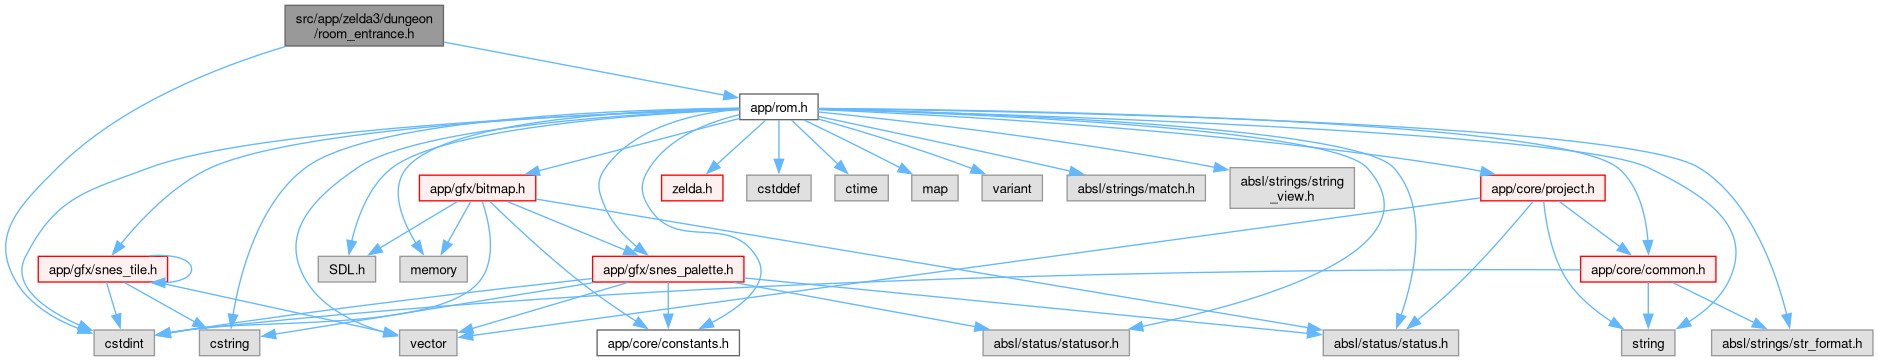 src/app/zelda3/dungeon
/room_entrance.h
app/rom.h
app/gfx/bitmap.h
zelda.h
cstddef
ctime
map
variant
absl/strings/match.h
absl/strings/string
_view.h
app/core/project.h
app/gfx/snes_tile.h
SDL.h
memory
app/gfx/snes_palette.h
app/core/common.h
cstdint
cstring
vector
app/core/constants.h
absl/status/statusor.h
absl/status/status.h
string
absl/strings/str_format.h